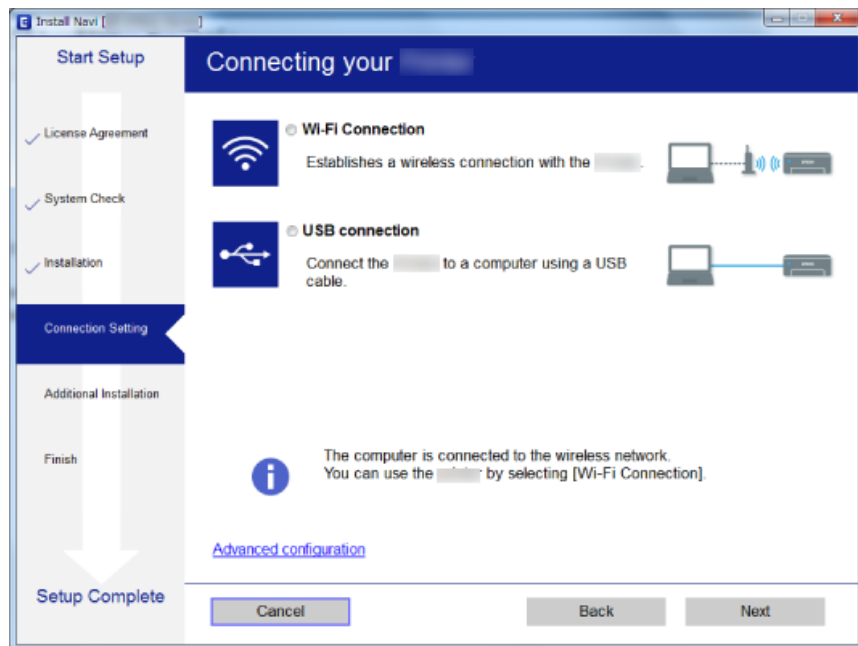 Install Navi [ ]
Start Setup
Connecting your
License Agreement
System Check
Installation
Connection Setting
Additional Installation
Finish
Setup Complete
Wi-Fi Connection
Establishes a wireless connection with the .
USB connection
Connect the to a computer using a USB
cable.
The computer is connected to the wireless network.
You can use the by selecting [Wi-Fi Connection].
Advanced configuration
Cancel
Back
Next